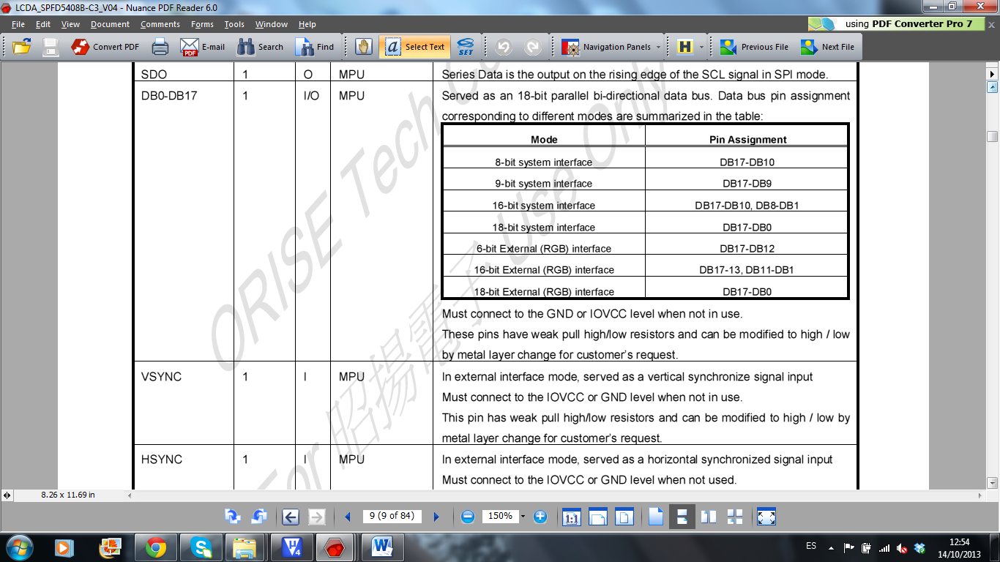 LCDA_SPFD5408B-C3_V04 - Nuance PDF Reader 6.0
File Edit View Document Comments Forms Tools Window Help
using PDF Converter Pro 7 x
Convert PDF PDF E-mail Search Find a Select Text SET H Navigation Panels Previous File Next File
SDO 1 O MPU Series Data is the output on the rising edge of the SCL signal in SPI mode.
DB0-DB17 1 I/O MPU Served as an 18-bit parallel bi-directional data bus. Data bus pin assignment
corresponding to different modes are summarized in the table:
Mode Pin Assignment
8-bit system interface DB17-DB10
9-bit system interface DB17-DB9
16-bit system interface DB17-DB10, DB8-DB1
18-bit system interface DB17-DB0
6-bit External (RGB) interface DB17-DB12
16-bit External (RGB) interface DB17-13, DB11-DB1
18-bit External (RGB) interface DB17-DB0
Must connect to the GND or IOVCC level when not in use.
These pins have weak pull high/low resistors and can be modified to high / low
by metal layer change for customer's request.
VSYNC 1 I MPU In external interface mode, served as a vertical synchronize signal input
Must connect to the IOVCC or GND level when not in use.
This pin has weak pull high/low resistors and can be modified to high / low by
metal layer change for customer's request.
HSYNC 1 I MPU In external interface mode, served as a horizontal synchronized signal input
Must connect to the IOVCC or GND level when not used.
ORISE Tech Co
For 昭揚電子 Use Only
8.26 x 11.69 in
9 (9 of 84) 150% 1:1
ES 12:54
14/10/2013